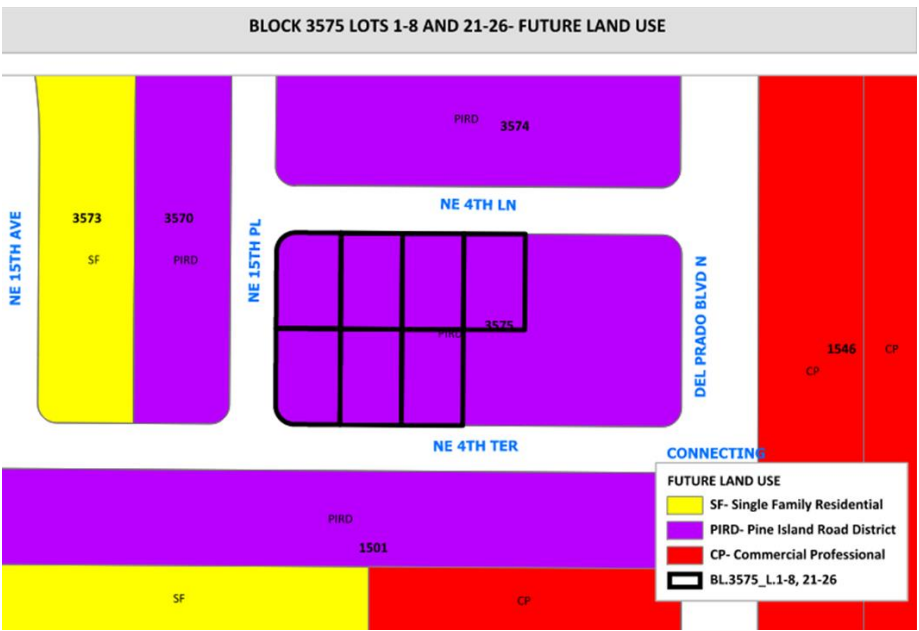 BLOCK 3575 LOTS 1-8 AND 21-26- FUTURE LAND USE
PIRD 3574
NE 4TH LN
NE 15TH AVE
3573
SF
3570
PIRD
NE 15TH PL
3575
PIRD
DEL PRADO BLVD N
1546
CP
CP
NE 4TH TER
CONNECTING
PIRD
1501
SF
CP
FUTURE LAND USE
SF- Single Family Residential
PIRD- Pine Island Road District
CP- Commercial Professional
BL.3575_L.1-8, 21-26